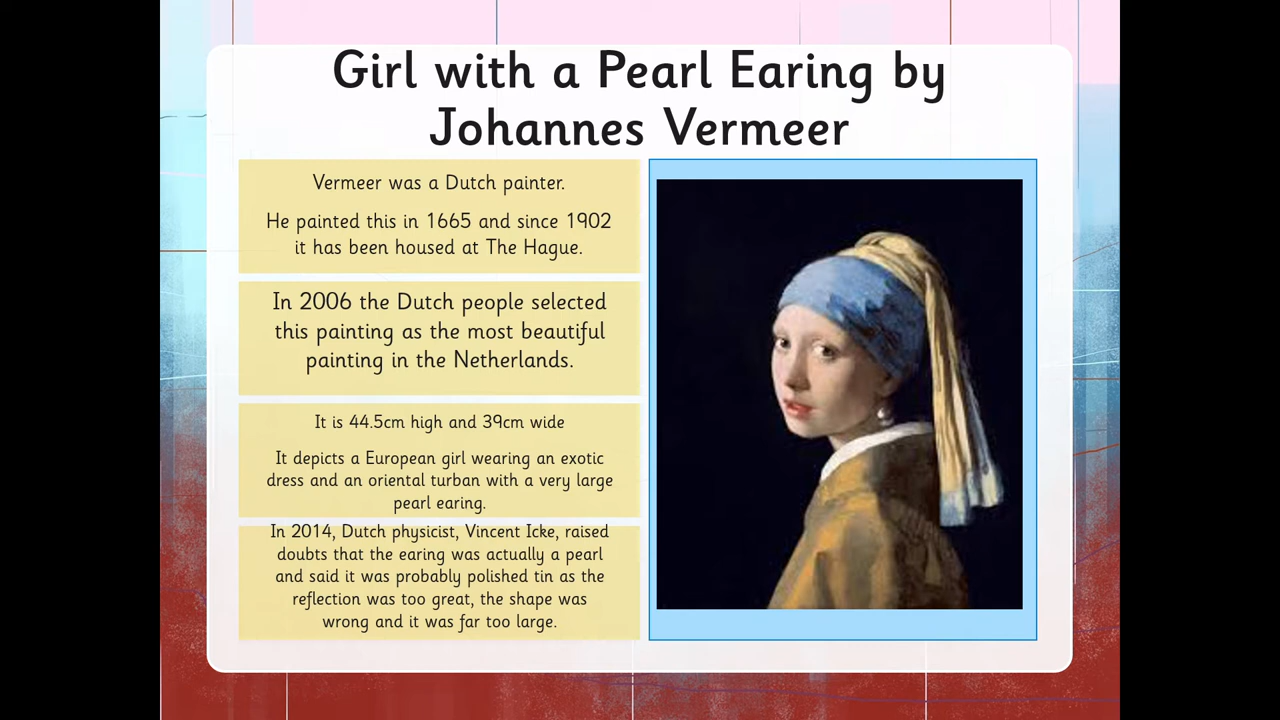 Girl with a Pearl Earing by
Johannes Vermeer
Vermeer was a Dutch painter.
He painted this in 1665 and since 1902
it has been housed at The Hague.
In 2006 the Dutch people selected
this painting as the most beautiful
painting in the Netherlands.
It is 44.5cm high and 39cm wide
It depicts a European girl wearing an exotic
dress and an oriental turban with a very large
pearl earing.
In 2014, Dutch physicist, Vincent Icke, raised
doubts that the earing was actually a pearl
and said it was probably polished tin as the
reflection was too great, the shape was
wrong and it was far too large.